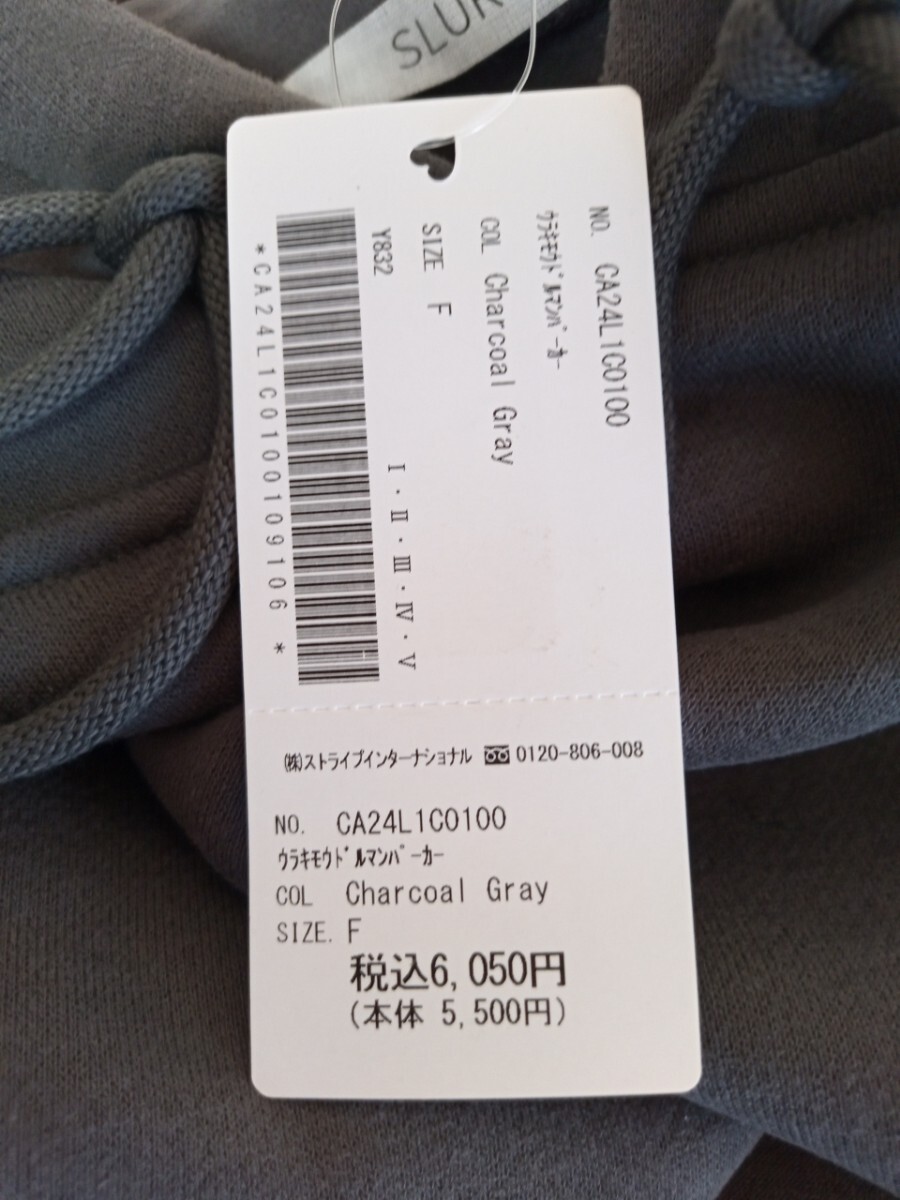 SLUR
NO. CA24L1C0100
ｳﾗｷﾓｳﾄﾞﾙﾏﾝﾊﾟｰｶｰ
COL Charcoal Gray
SIZE F
Y832
Ⅰ・Ⅱ・Ⅲ・Ⅳ・Ⅴ
*CA24L1C0100109106*
㈱ストライプインターナショナル 0120-806-008
NO. CA24L1C0100
ｳﾗｷﾓｳﾄﾞﾙﾏﾝﾊﾟｰｶｰ
COL Charcoal Gray
SIZE. F
税込6,050円
(本体 5,500円)